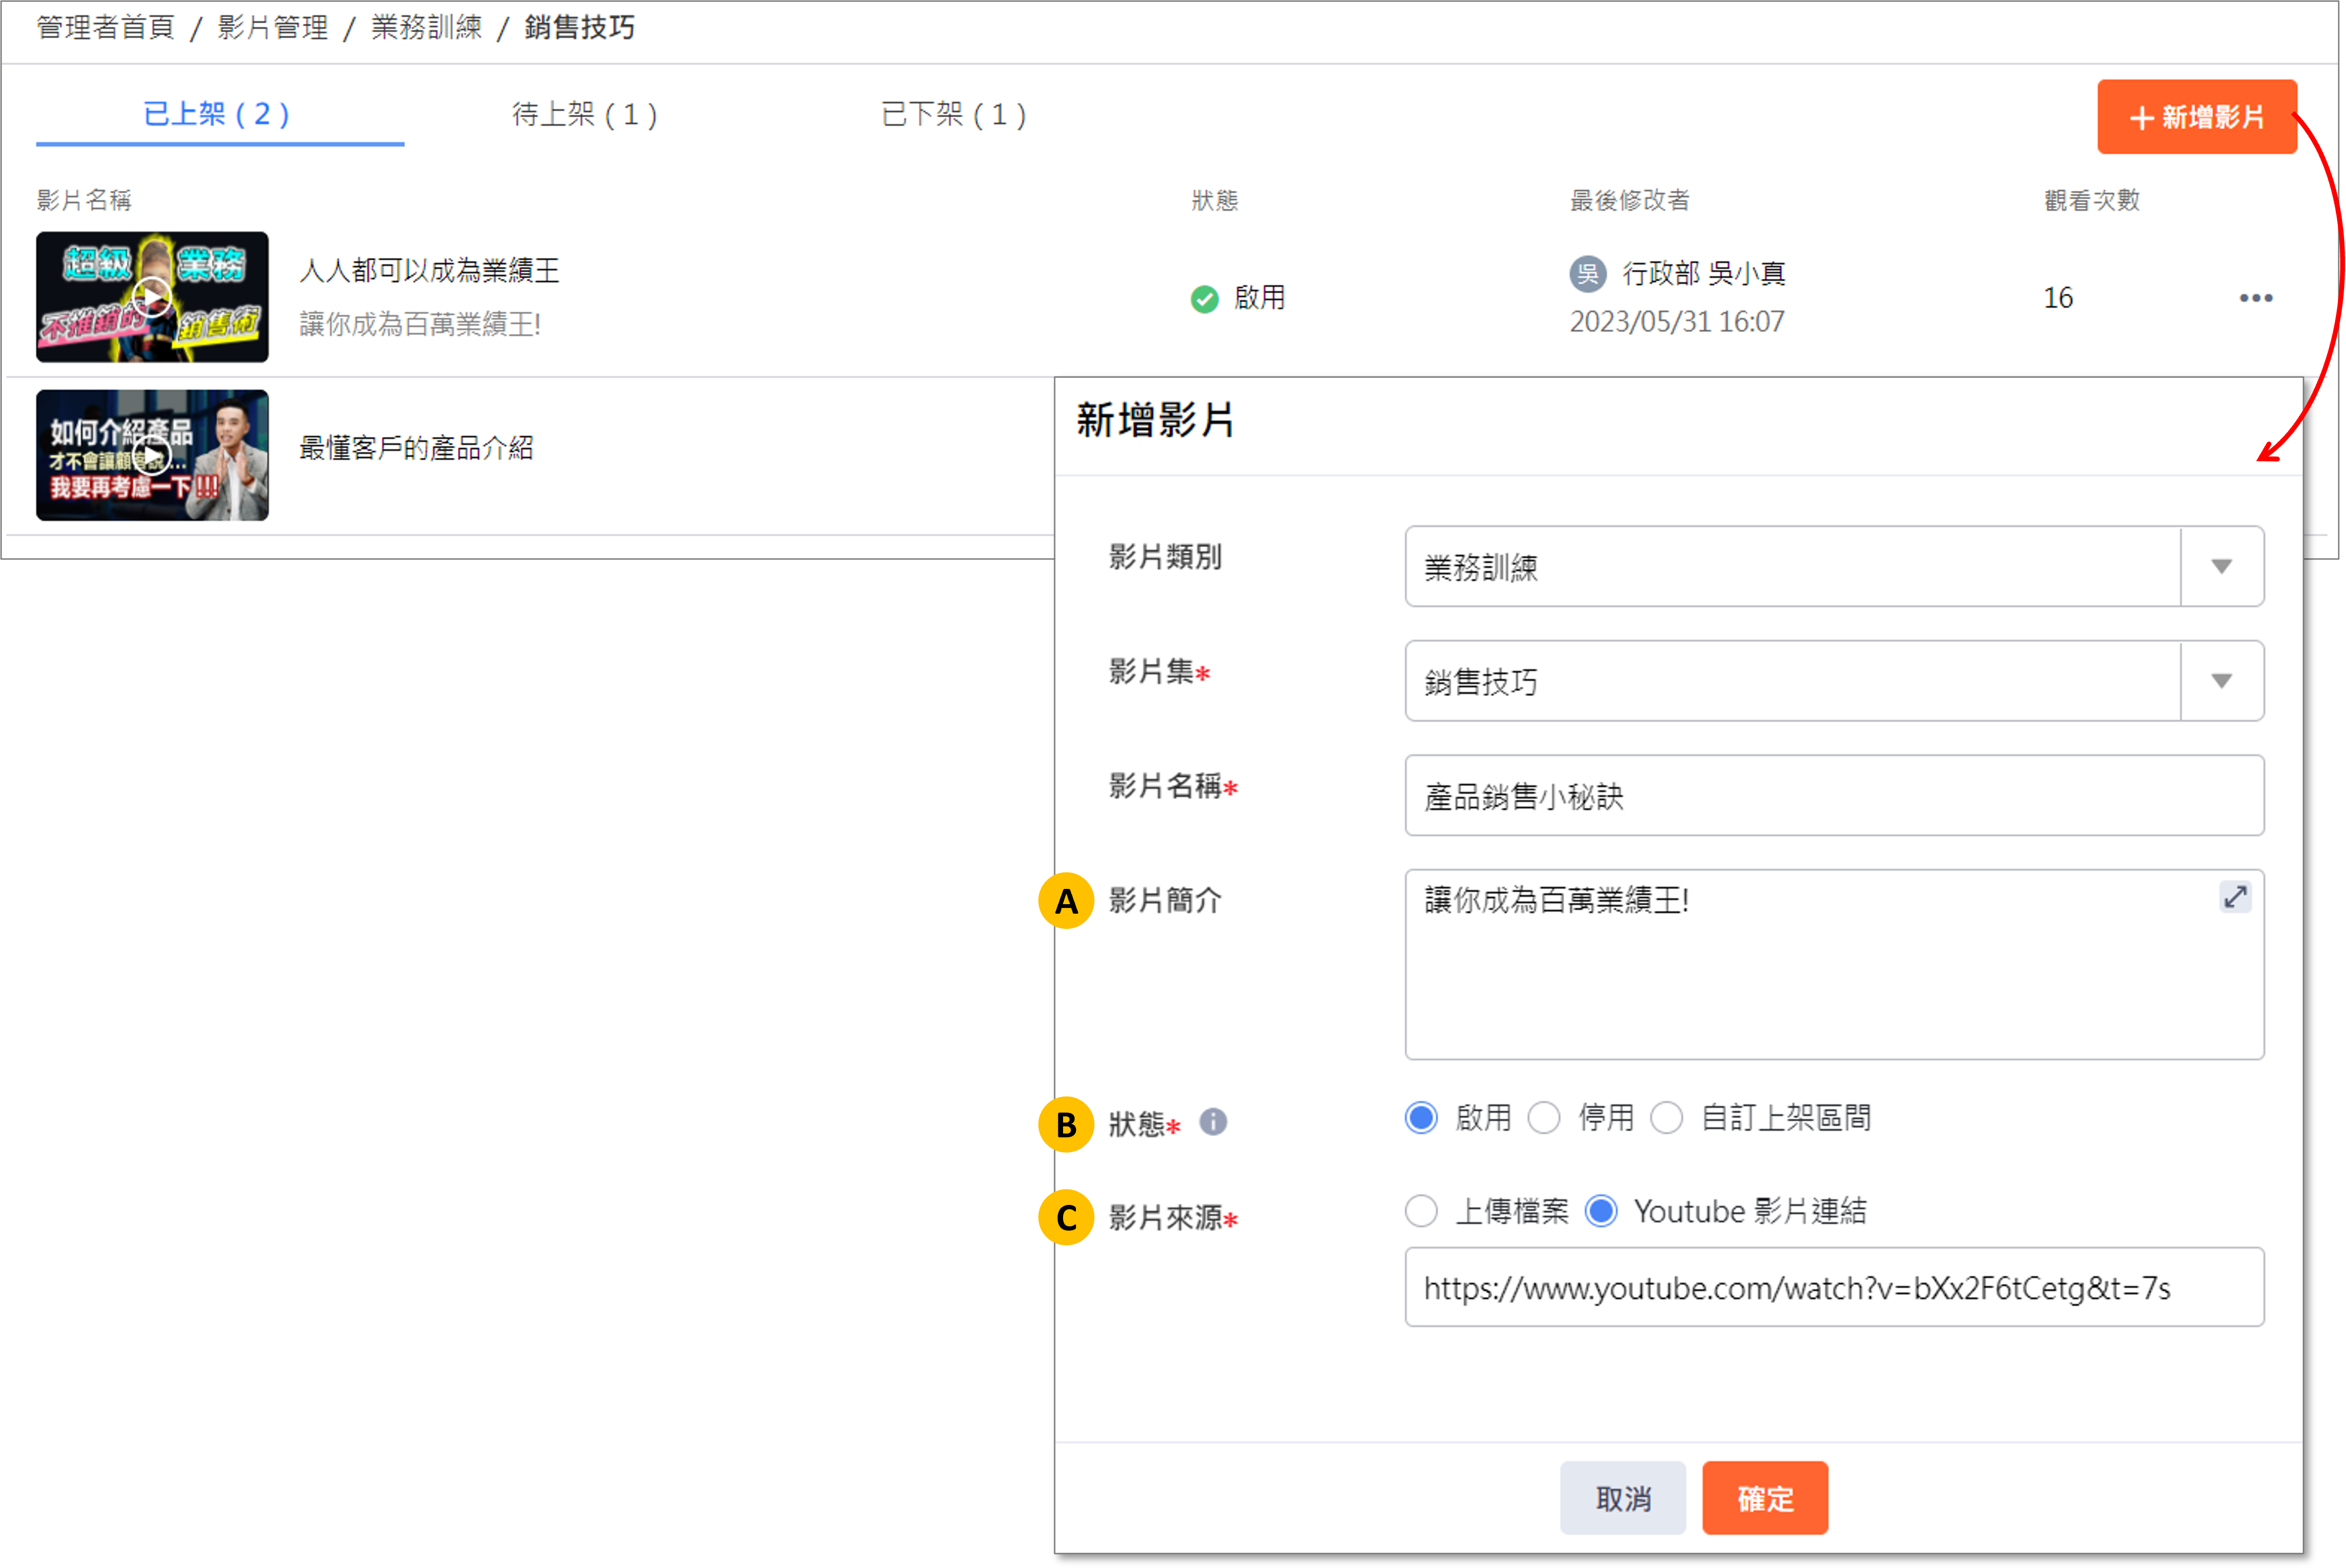 管理者首頁 / 影片管理 / 業務訓練 / 銷售技巧
已上架 ( 2 )
待上架 ( 1 )
已下架 ( 1 )
+ 新增影片
影片名稱
狀態
最後修改者
觀看次數
超級 業務
不推銷的 銷售術
人人都可以成為業績王
讓你成為百萬業績王!
啟用
吳 行政部 吳小真
2023/05/31 16:07
16
如何介紹產品
才不會讓顧客說...
我要再考慮一下!!!
最懂客戶的產品介紹
新增影片
影片類別
業務訓練
影片集*
銷售技巧
影片名稱*
產品銷售小秘訣
A 影片簡介
讓你成為百萬業績王!
B 狀態* i
啟用 停用 自訂上架區間
C 影片來源*
上傳檔案 Youtube 影片連結
https://www.youtube.com/watch?v=bXx2F6tCetg&t=7s
取消
確定